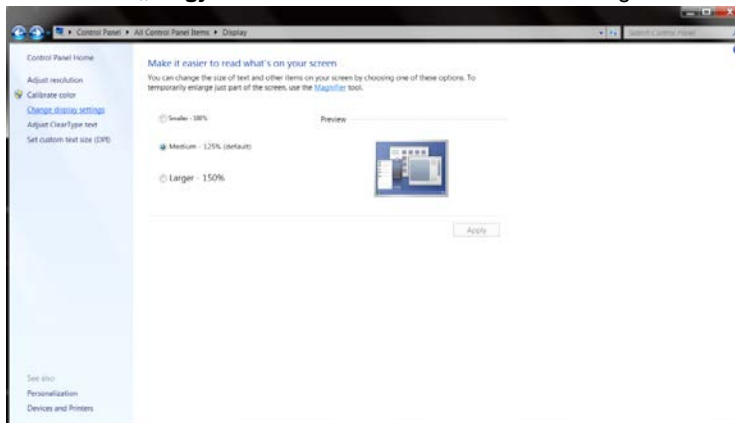 Control Panel ▸ All Control Panel Items ▸ Display
Search Control Panel
Control Panel Home
Adjust resolution
Calibrate color
Change display settings
Adjust ClearType text
Set custom text size (DPI)
Make it easier to read what's on your screen
You can change the size of text and other items on your screen by choosing one of these options. To
temporarily enlarge just part of the screen, use the Magnifier tool.
Smaller - 100%
Preview
Medium - 125% (default)
Larger - 150%
Apply
See also
Personalization
Devices and Printers